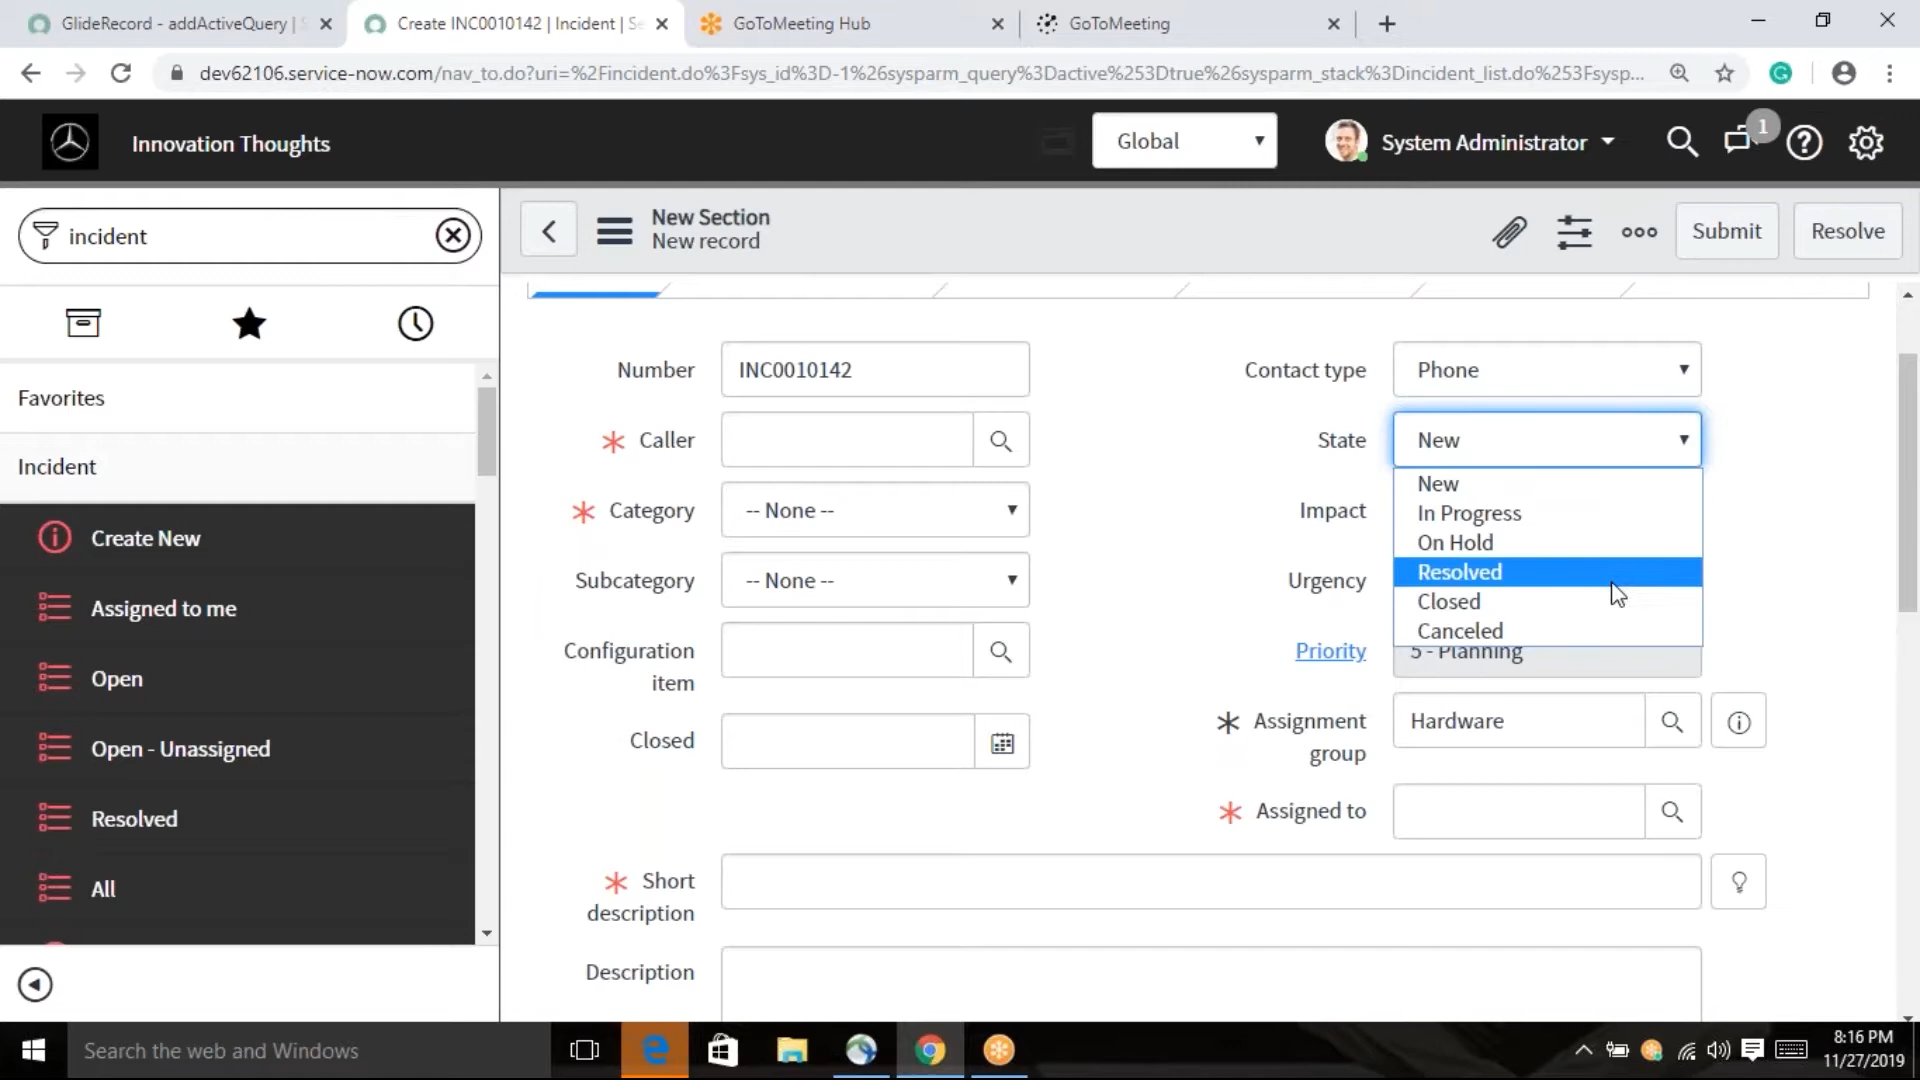 GlideRecord - addActiveQuery | S
Create INC0010142 | Incident | Se
GoToMeeting Hub
GoToMeeting
dev62106.service-now.com/nav_to.do?uri=%2Fincident.do%3Fsys_id%3D-1%26sysparm_query%3Dactive%253Dtrue%26sysparm_stack%3Dincident_list.do%253Fsysp...
Innovation Thoughts
Global
System Administrator
1
incident
New Section
New record
Submit
Resolve
Favorites
Incident
Create New
Assigned to me
Open
Open - Unassigned
Resolved
All
Number
INC0010142
Caller
Category
-- None --
Subcategory
-- None --
Configuration
item
Closed
Contact type
Phone
State
New
New
In Progress
On Hold
Resolved
Closed
Canceled
Impact
Urgency
Priority
5 - Planning
Assignment
group
Hardware
Assigned to
Short
description
Description
Search the web and Windows
8:16 PM
11/27/2019